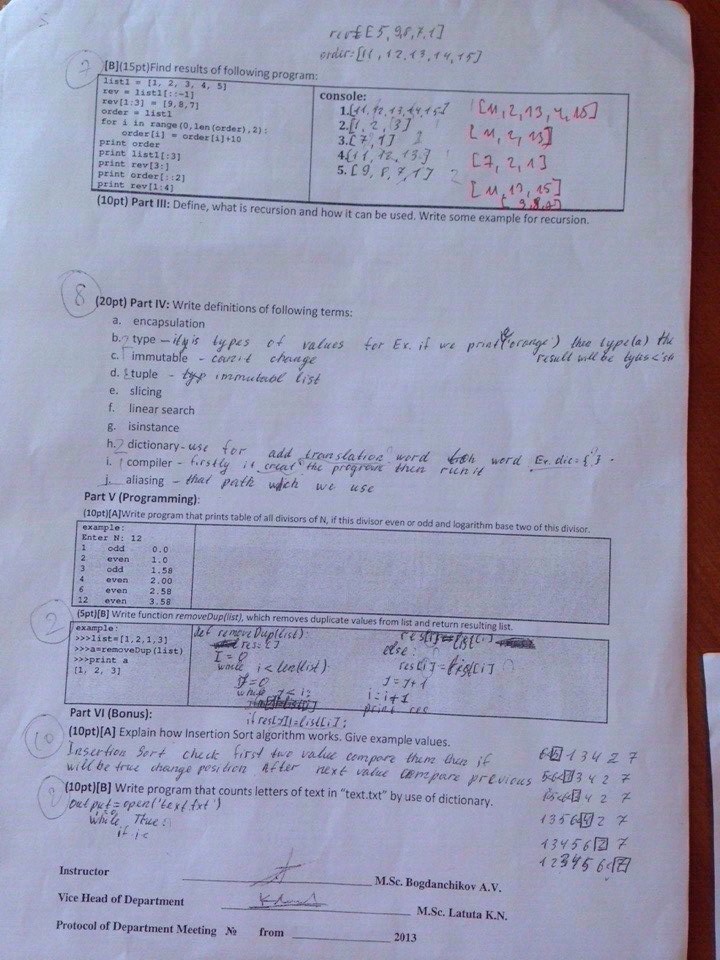 rev=[5,9,8,7,1]
order=[11,12,13,14,15]
7
[B](15pt)Find results of following program:
list1 = [1, 2, 3, 4, 5]
rev = list1[::-1]
rev[1:3] = [9,8,7]
order = list1
for i in range(0,len(order),2):
order[i] = order[i]+10
print order
print list1[:3]
print rev[3:]
print order[::2]
print rev[1:4]
console:
1.[11,12,13,14,15]
2.[1, 2, 3]
3.[7, 1]
4.[11, 12, 13]
5. [9, 8, 7, 1]
[11, 2, 13, 4, 15]
[11, 2, 13]
[7, 2, 1]
[11, 13, 15]
[9,8,7]
(10pt) Part III: Define, what is recursion and how it can be used. Write some example for recursion.
8
(20pt) Part IV: Write definitions of following terms:
a. encapsulation
b. type – is types of values for Ex. if we print ("orange") then type(a) the
result will be
c. immutable – change
d. tuple – immutabl list
e. slicing
f. linear search
g. isinstance
h. dictionary – use for add translation word word Ex. dic={ }
i. compiler – firstly it creat the program then run it
j. aliasing – that path we use
Part V (Programming):
(10pt)[A]Write program that prints table of all divisors of N, if this divisor even or odd and logarithm base two of this divisor.
example:
Enter N: 12
1 odd 0.0
2 even 1.0
3 odd 1.58
4 even 2.00
6 even 2.58
12 even 3.58
2
(5pt)[B] Write function removeDup(list), which removes duplicate values from list and return resulting list.
example:
>>>list=[1,2,1,3]
>>>a=removeDup(list)
>>>print a
[1, 2, 3]
def removeDup(list):
res=[]
I=0
while i<len(list):
J=0
while J<i:
if res[J]=list[i]:
res[i]=list[i]
else:
res[J]=list[i]
J=J+1
i=i+1
print res
Part VI (Bonus):
10
(10pt)[A] Explain how Insertion Sort algorithm works. Give example values.
Insertion Sort check first two value compare them then if
will be true change position After next value compare previous
6 5 1 3 4 2 7
5 6 1 3 4 2 7
1 5 6 3 4 2 7
1 3 5 6 4 2 7
1 3 4 5 6 2 7
1 2 3 4 5 6 7
(10pt)[B] Write program that counts letters of text in "text.txt" by use of dictionary.
output=open('text.txt')
while True:
if i<
Instructor M.Sc. Bogdanchikov A.V.
Vice Head of Department M.Sc. Latuta K.N.
Protocol of Department Meeting № from 2013